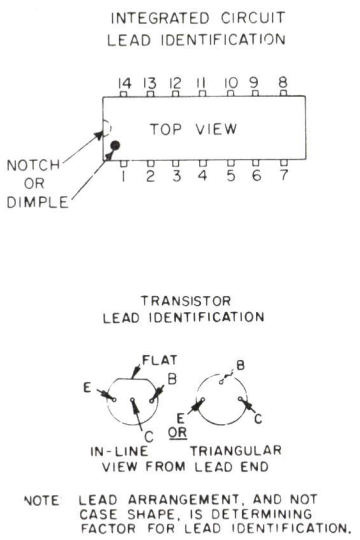 INTEGRATED CIRCUIT
LEAD IDENTIFICATION
14 13 12 11 10 9 8
TOP VIEW
NOTCH
OR
DIMPLE
1 2 3 4 5 6 7
TRANSISTOR
LEAD IDENTIFICATION
FLAT
E B C
B E C
OR
IN-LINE TRIANGULAR
VIEW FROM LEAD END
NOTE LEAD ARRANGEMENT, AND NOT
CASE SHAPE, IS DETERMINING
FACTOR FOR LEAD IDENTIFICATION.